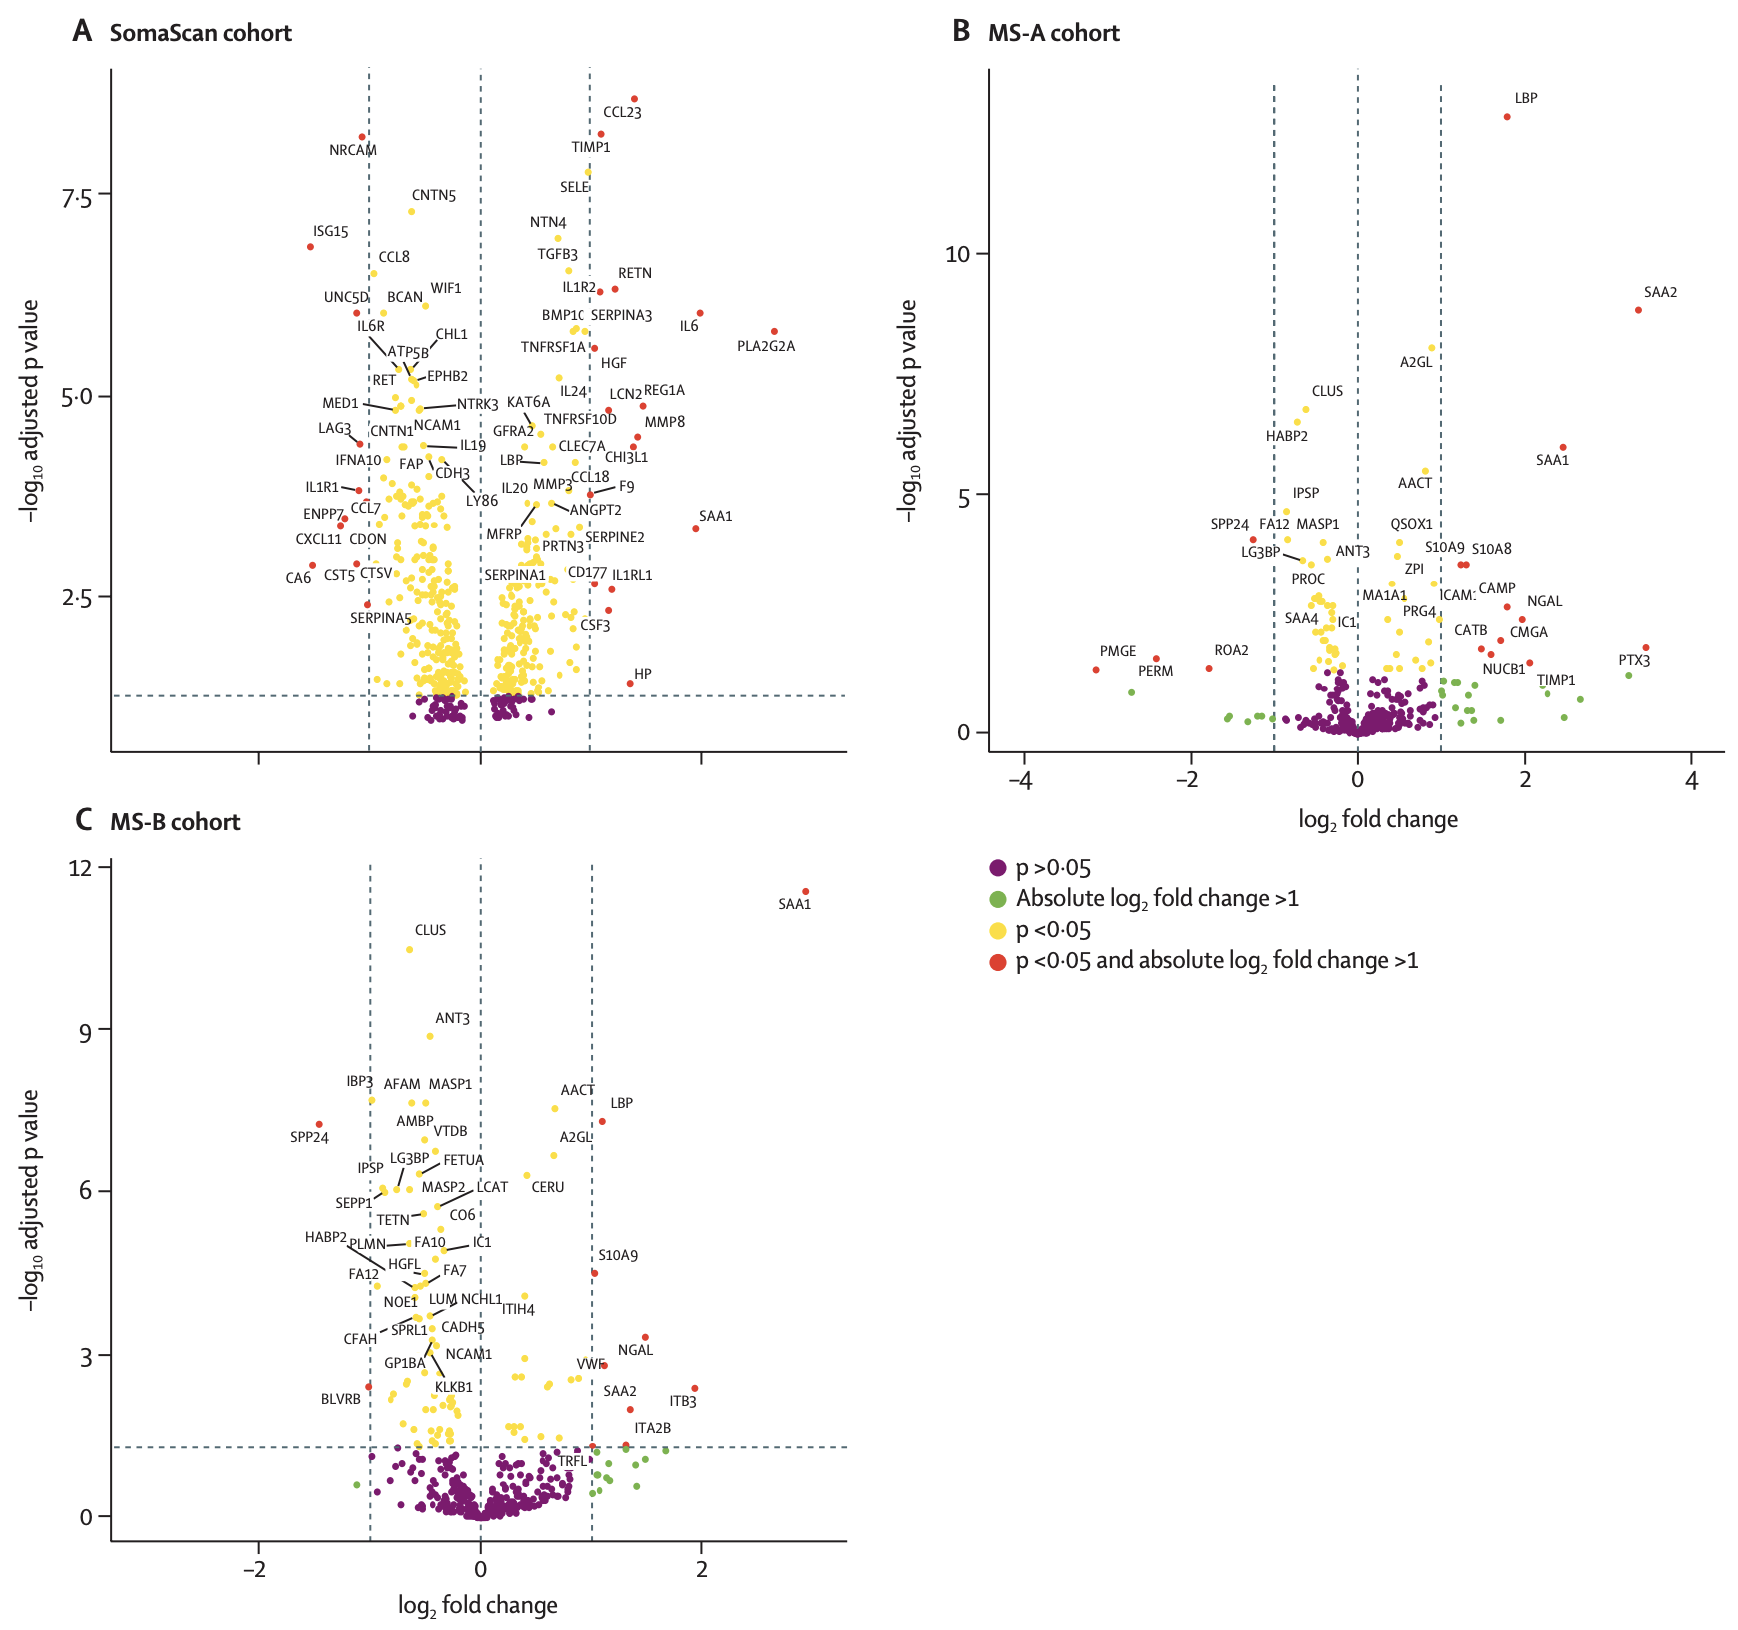 A SomaScan cohort
–log10 adjusted p value
7·5
5·0
2·5
CCL23
NRCAM
TIMP1
SELE
CNTN5
NTN4
ISG15
TGFB3
CCL8
RETN
IL1R2
WIF1
UNC5D
BCAN
BMP10
SERPINA3
IL6
IL6R
CHL1
PLA2G2A
TNFRSF1A
ATP5B
HGF
RET
EPHB2
IL24
LCN2
REG1A
MED1
NTRK3
KAT6A
NCAM1
TNFRSF10D
MMP8
LAG3
CNTN1
GFRA2
IL19
CLEC7A
CHI3L1
IFNA10
FAP
LBP
CDH3
CCL18
IL1R1
IL20
MMP3
F9
LY86
CCL7
ANGPT2
ENPP7
SAA1
MFRP
CXCL11
CDON
PRTN3
SERPINE2
CA6
CST5
CTSV
SERPINA1
CD177
IL1RL1
SERPINA5
CSF3
HP
B MS-A cohort
–log10 adjusted p value
10
5
0
LBP
SAA2
A2GL
CLUS
HABP2
SAA1
AACT
IPSP
SPP24
FA12
MASP1
QSOX1
LG3BP
ANT3
S10A9
S10A8
PROC
ZPI
MA1A1
ICAM1
CAMP
NGAL
SAA4
IC1
PRG4
CATB
CMGA
PMGE
ROA2
PERM
NUCB1
PTX3
TIMP1
–4
–2
0
2
4
log2 fold change
C MS-B cohort
–log10 adjusted p value
12
9
6
3
0
SAA1
CLUS
ANT3
IBP3
AFAM
MASP1
AACT
LBP
AMBP
VTDB
SPP24
A2GL
LG3BP
FETUA
IPSP
MASP2
LCAT
CERU
SEPP1
TETN
CO6
HABP2
PLMN
FA10
IC1
S10A9
HGFL
FA12
FA7
NOE1
LUM
NCHL1
ITIH4
SPRL1
CADH5
CFAH
NCAM1
NGAL
GP1BA
VWF
KLKB1
SAA2
BLVRB
ITB3
ITA2B
TRFL
–2
0
2
log2 fold change
p >0·05
Absolute log2 fold change >1
p <0·05
p <0·05 and absolute log2 fold change >1